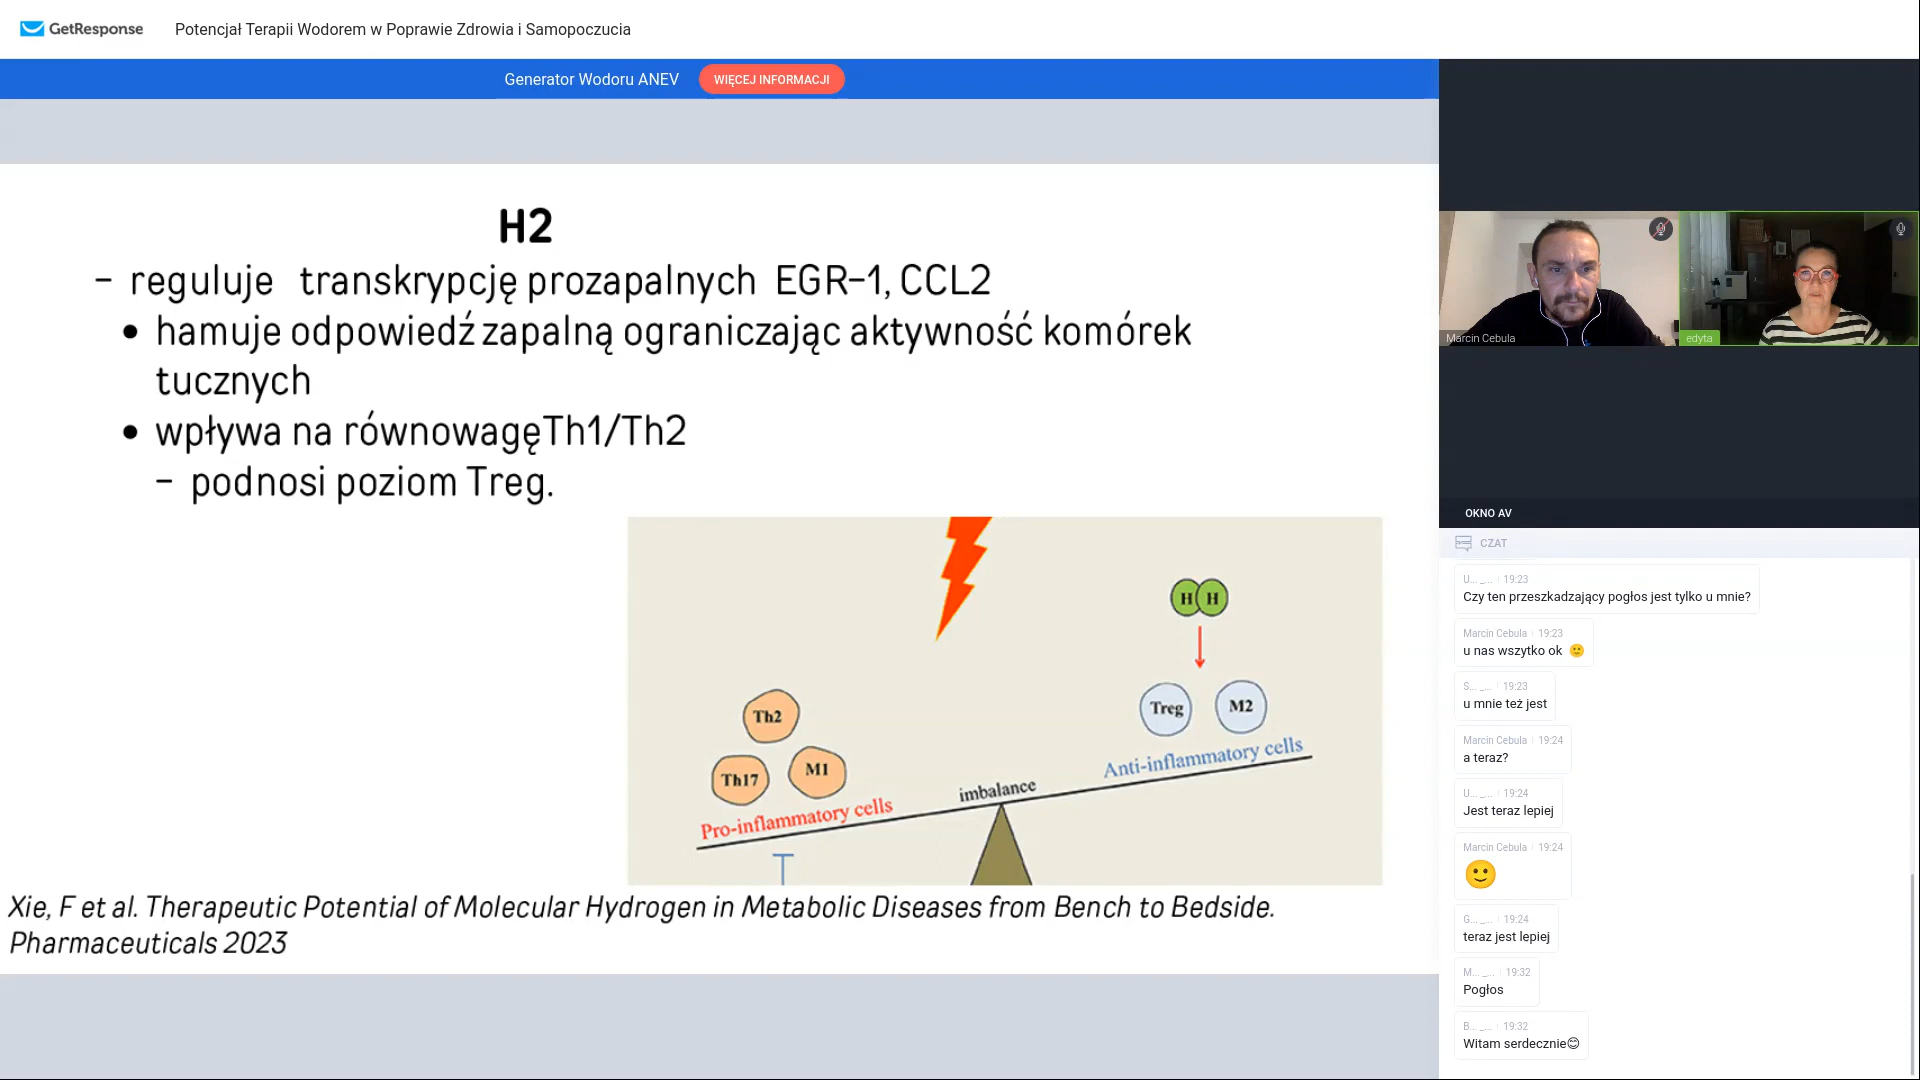 GetResponse
Potencjał Terapii Wodorem w Poprawie Zdrowia i Samopoczucia
Generator Wodoru ANEV
WIĘCEJ INFORMACJI
H2
– reguluje transkrypcję prozapalnych EGR–1, CCL2
• hamuje odpowiedź zapalną ograniczając aktywność komórek
tucznych
• wpływa na równowagęTh1/Th2
– podnosi poziom Treg.
H H
Th2
Th17
M1
Treg
M2
Pro-inflammatory cells
imbalance
Anti-inflammatory cells
Xie, F et al. Therapeutic Potential of Molecular Hydrogen in Metabolic Diseases from Bench to Bedside.
Pharmaceuticals 2023
Marcin Cebula
edyta
OKNO AV
CZAT
U... _... 19:23
Czy ten przeszkadzający pogłos jest tylko u mnie?
Marcin Cebula 19:23
u nas wszytko ok 🙂
S... _... 19:23
u mnie też jest
Marcin Cebula 19:24
a teraz?
U... _... 19:24
Jest teraz lepiej
Marcin Cebula 19:24
🙂
G... _... 19:24
teraz jest lepiej
M... _... 19:32
Pogłos
B... _... 19:32
Witam serdecznie😊